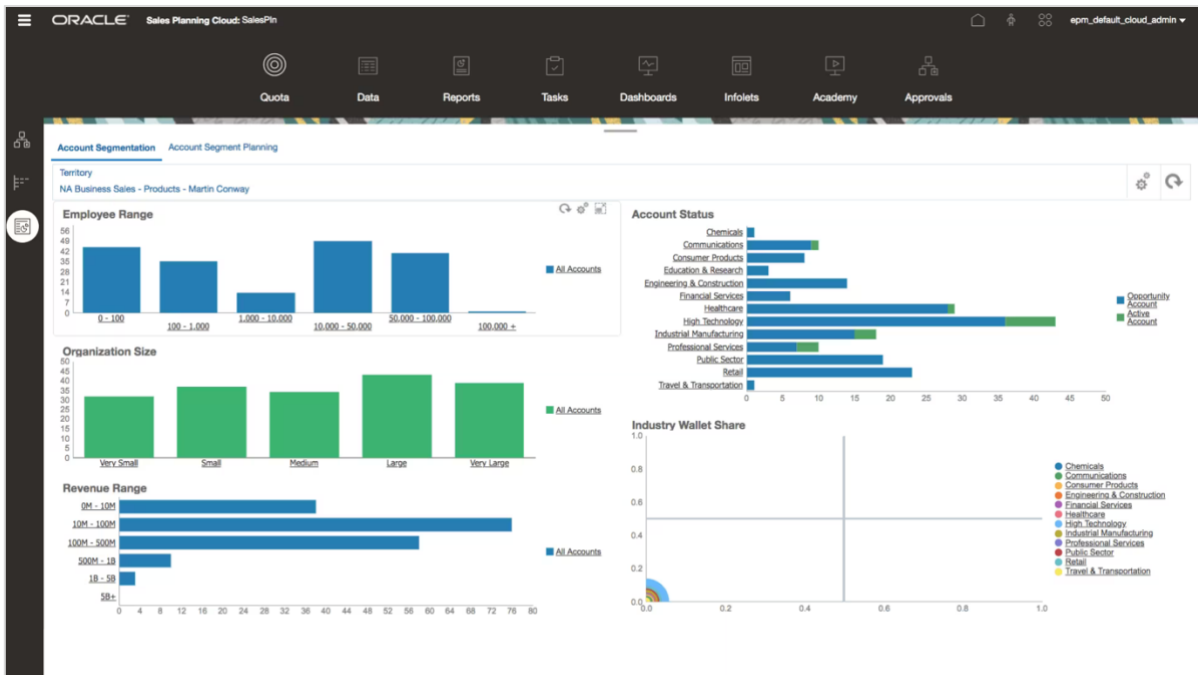 ORACLE Sales Planning Cloud: SalesPln
epm_default_cloud_admin
Quota Data Reports Tasks Dashboards Infolets Academy Approvals
Account Segmentation Account Segment Planning
Territory
NA Business Sales - Products - Martin Conway
Employee Range
56
49
42
35
28
21
14
7
0
0 - 100
100 - 1,000
1,000 - 10,000
10,000 - 50,000
50,000 - 100,000
100,000 +
All Accounts
Organization Size
50
45
40
35
30
25
20
15
10
5
0
Very Small Small Medium Large Very Large
All Accounts
Revenue Range
0M - 10M
10M - 100M
100M - 500M
500M - 1B
1B - 5B
5B+
0 4 8 12 16 20 24 28 32 36 40 44 48 52 56 60 64 68 72 76 80
All Accounts
Account Status
Chemicals
Communications
Consumer Products
Education & Research
Engineering & Construction
Financial Services
Healthcare
High Technology
Industrial Manufacturing
Professional Services
Public Sector
Retail
Travel & Transportation
0 5 10 15 20 25 30 35 40 45 50
Opportunity
Account
Active
Account
Industry Wallet Share
1.0
0.8
0.6
0.4
0.2
0.0
0.0 0.2 0.4 0.6 0.8 1.0
Chemicals
Communications
Consumer Products
Engineering & Construction
Financial Services
Healthcare
High Technology
Industrial Manufacturing
Professional Services
Public Sector
Retail
Travel & Transportation